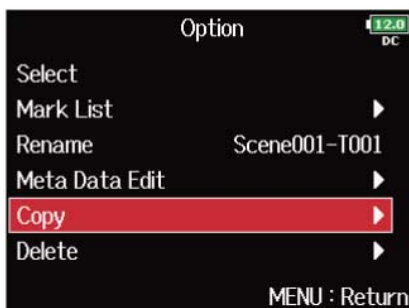 Option
12.0
DC
Select
Mark List
Rename Scene001-T001
Meta Data Edit
Copy
Delete
MENU : Return